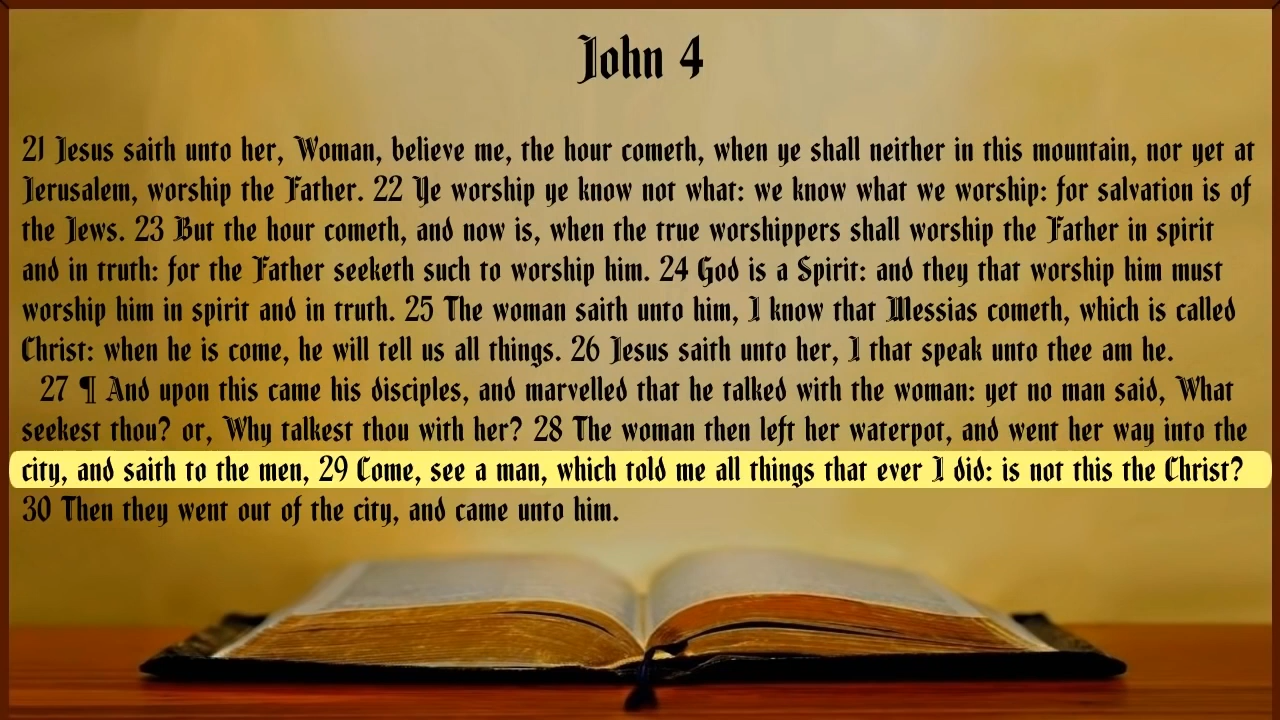 John 4
21 Jesus saith unto her, Woman, believe me, the hour cometh, when ye shall neither in this mountain, nor yet at
Jerusalem, worship the Father. 22 Ye worship ye know not what: we know what we worship: for salvation is of
the Jews. 23 But the hour cometh, and now is, when the true worshippers shall worship the Father in spirit
and in truth: for the Father seeketh such to worship him. 24 God is a Spirit: and they that worship him must
worship him in spirit and in truth. 25 The woman saith unto him, I know that Messias cometh, which is called
Christ: when he is come, he will tell us all things. 26 Jesus saith unto her, I that speak unto thee am he.
27 ¶ And upon this came his disciples, and marvelled that he talked with the woman: yet no man said, What
seekest thou? or, Why talkest thou with her? 28 The woman then left her waterpot, and went her way into the
city, and saith to the men, 29 Come, see a man, which told me all things that ever I did: is not this the Christ?
30 Then they went out of the city, and came unto him.